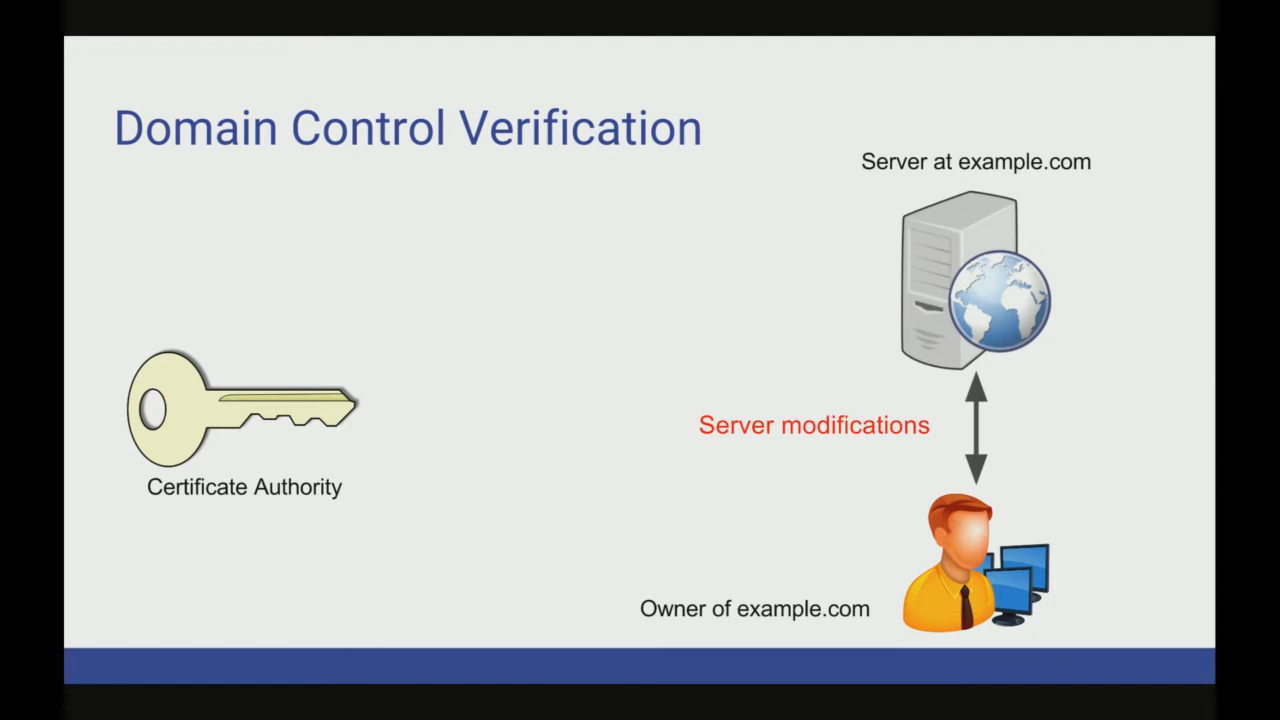 Domain Control Verification
Server at example.com
Server modifications
Certificate Authority
Owner of example.com